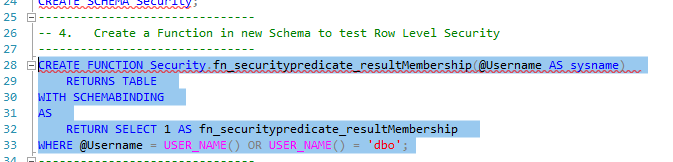 24 CREATE SCHEMA Security;
25 -------------------------------
26 -- 4.   Create a Function in new Schema to test Row Level Security
27 -------------------------------
28 CREATE FUNCTION Security.fn_securitypredicate_resultMembership(@Username AS sysname)
29     RETURNS TABLE
30 WITH SCHEMABINDING
31 AS
32     RETURN SELECT 1 AS fn_securitypredicate_resultMembership
33 WHERE @Username = USER_NAME() OR USER_NAME() = 'dbo';
34 -------------------------------